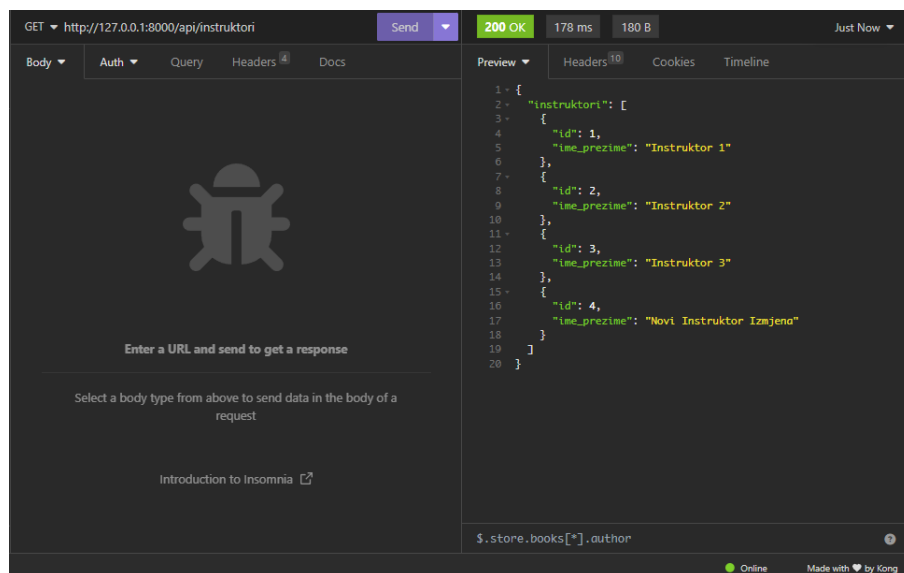 GET http://127.0.0.1:8000/api/instruktori Send
200 OK 178 ms 180 B Just Now
Body Auth Query Headers 4 Docs
Preview Headers 10 Cookies Timeline
1 {
2 "instruktori": [
3 {
4 "id": 1,
5 "ime_prezime": "Instruktor 1"
6 },
7 {
8 "id": 2,
9 "ime_prezime": "Instruktor 2"
10 },
11 {
12 "id": 3,
13 "ime_prezime": "Instruktor 3"
14 },
15 {
16 "id": 4,
17 "ime_prezime": "Novi Instruktor Izmjena"
18 }
19 ]
20 }
Enter a URL and send to get a response
Select a body type from above to send data in the body of a
request
Introduction to Insomnia
$.store.books[*].author
Online Made with ♥ by Kong